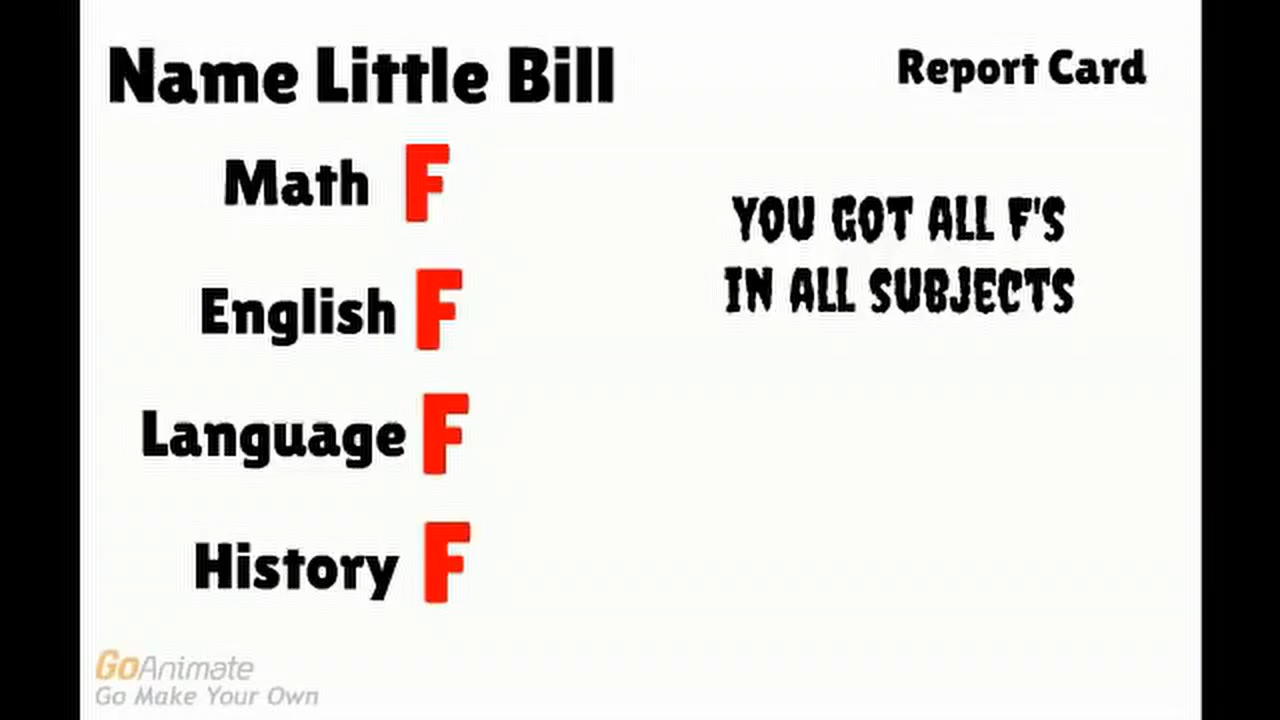 Name Little Bill
Report Card
Math F
YOU GOT ALL F'S
IN ALL SUBJECTS
English F
Language F
History F
GoAnimate
Go Make Your Own